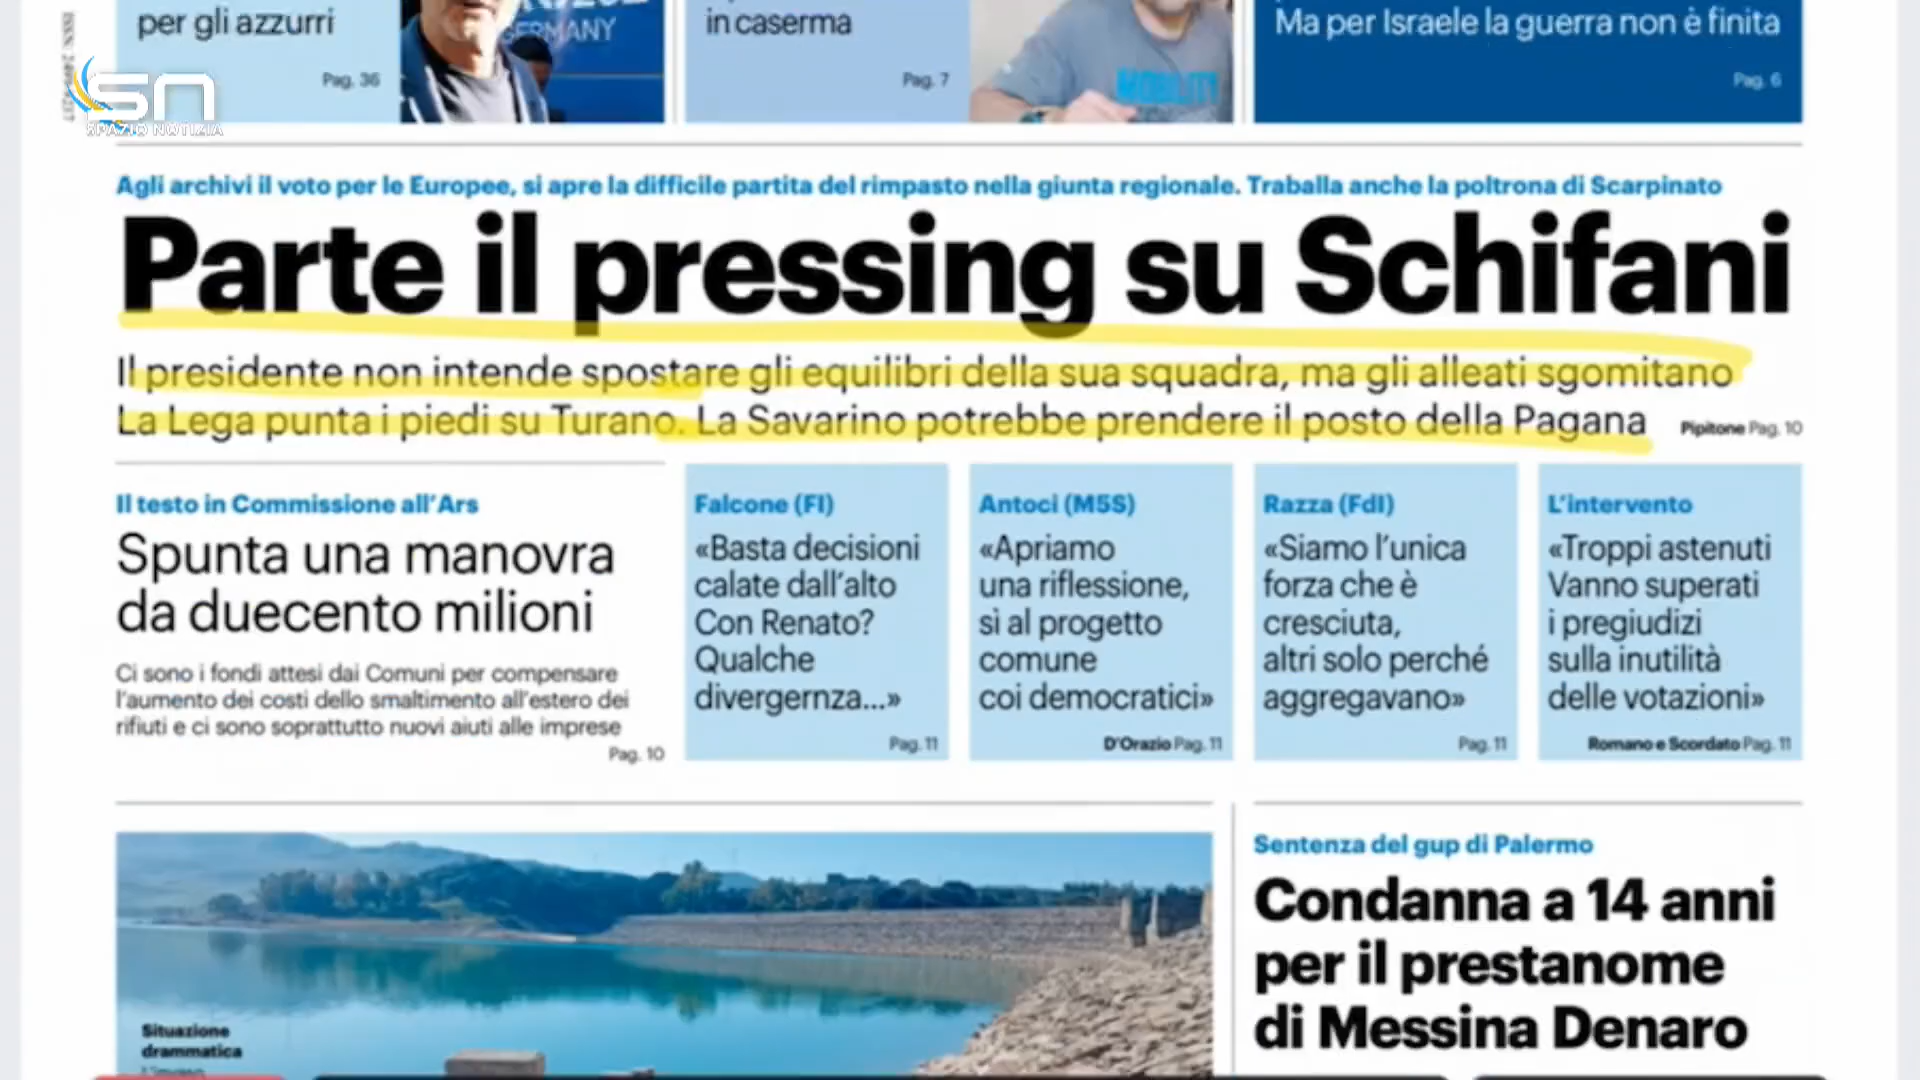 per gli azzurri
Pag. 36
GERMANY
in caserma
Pag. 7
MOBILITY
Ma per Israele la guerra non è finita
Pag. 6
SN
SPAZIO NOTIZIA
Agli archivi il voto per le Europee, si apre la difficile partita del rimpasto nella giunta regionale. Traballa anche la poltrona di Scarpinato
Parte il pressing su Schifani
Il presidente non intende spostare gli equilibri della sua squadra, ma gli alleati sgomitano
La Lega punta i piedi su Turano. La Savarino potrebbe prendere il posto della Pagana
Pipitone Pag. 10
Il testo in Commissione all'Ars
Spunta una manovra
da duecento milioni
Ci sono i fondi attesi dai Comuni per compensare
l'aumento dei costi dello smaltimento all'estero dei
rifiuti e ci sono soprattutto nuovi aiuti alle imprese
Pag. 10
Falcone (FI)
«Basta decisioni
calate dall'alto
Con Renato?
Qualche
divergernza...»
Pag. 11
Antoci (M5S)
«Apriamo
una riflessione,
sì al progetto
comune
coi democratici»
D'Orazio Pag. 11
Razza (FdI)
«Siamo l'unica
forza che è
cresciuta,
altri solo perché
aggregavano»
Pag. 11
L'intervento
«Troppi astenuti
Vanno superati
i pregiudizi
sulla inutilità
delle votazioni»
Romano e Scordato Pag. 11
Situazione
drammatica
Sentenza del gup di Palermo
Condanna a 14 anni
per il prestanome
di Messina Denaro